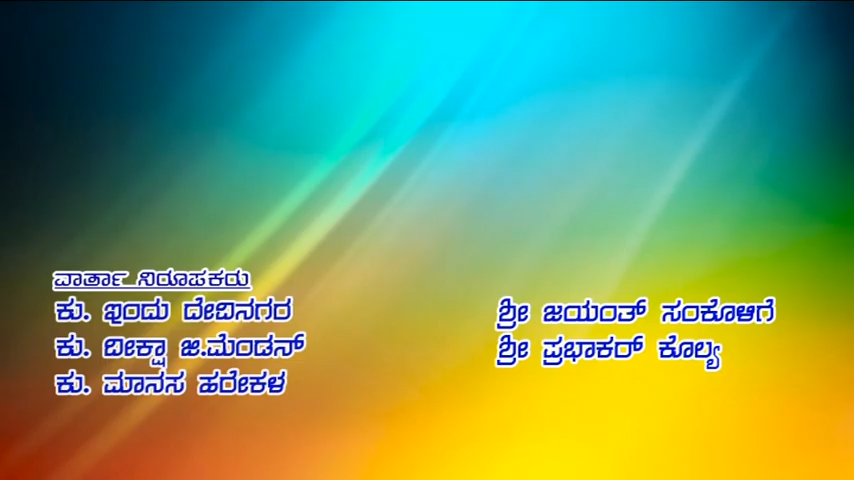 ವಾರ್ತಾ ನಿರೂಪಕರು
ಕು. ಇಂದು ದೇವಿನಗರ
ಕು. ದೀಕ್ಷಾ ಜಿ.ಮೆಂಡನ್
ಕು. ಮಾನಸ ಹರೇಕಳ
ಶ್ರೀ ಜಯಂತ್ ಸಂಕೊಳಿಗೆ
ಶ್ರೀ ಪ್ರಭಾಕರ್ ಕೊಲ್ಯ